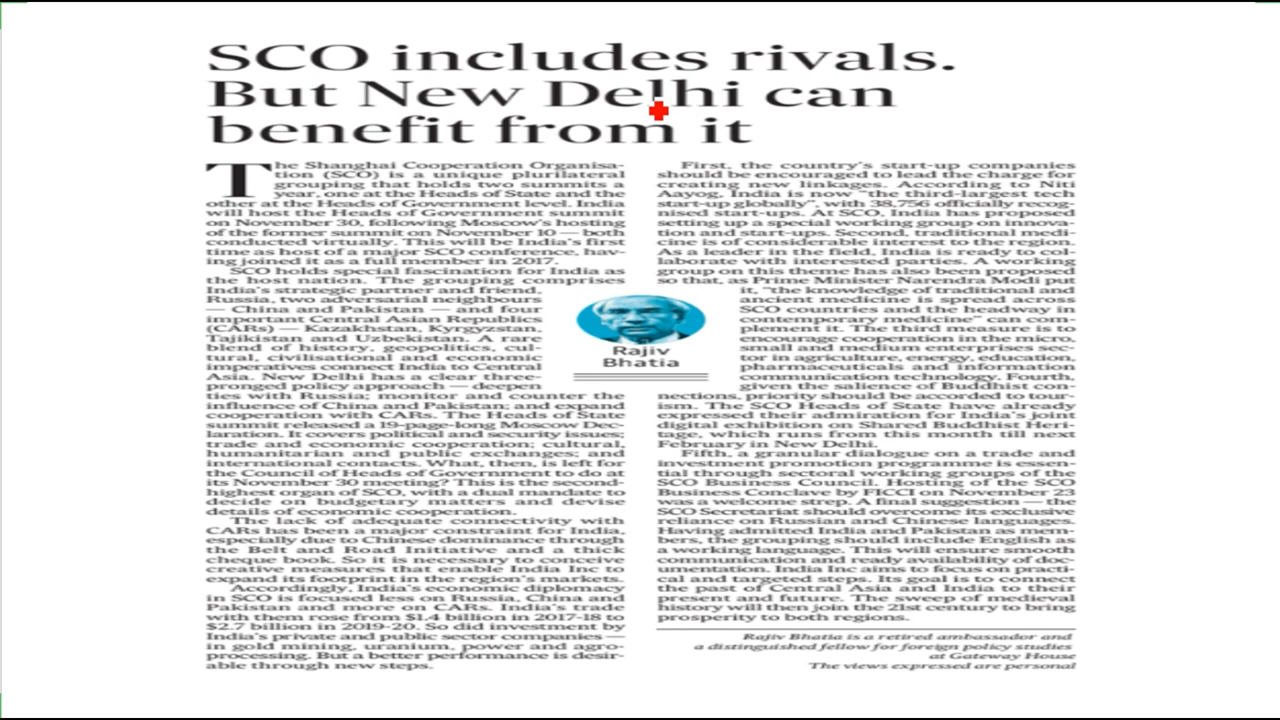 SCO includes rivals.
But New Delhi can
benefit from it
The Shanghai Cooperation Organisa-
tion (SCO) is a unique plurilateral
grouping that holds two summits a
year, one at the Heads of State and the
other at the Heads of Government level. India
will host the Heads of Government summit
on November 30, following Moscow's hosting
of the former summit on November 10 — both
conducted virtually. This will be India's first
time as host of a major SCO conference, hav-
ing joined it as a full member in 2017.
SCO holds special fascination for India as
the host nation. The grouping comprises
India's strategic partner and friend,
Russia, two adversarial neighbours
— China and Pakistan — and four
important Central Asian Republics
(CARs) — Kazakhstan, Kyrgyzstan,
Tajikistan and Uzbekistan. A rare
blend of history, geopolitics, cul-
tural, civilisational and economic
imperatives connect India to Central
Asia. New Delhi has a clear three-
pronged policy approach — deepen
ties with Russia; monitor and counter the
influence of China and Pakistan; and expand
cooperation with CARs. The Heads of State
summit released a 19-page-long Moscow Dec-
laration. It covers political and security issues;
trade and economic cooperation; cultural,
humanitarian and public exchanges; and
international contacts. What, then, is left for
the Council of Heads of Government to do at
its November 30 meeting? This is the second-
highest organ of SCO, with a dual mandate to
decide on budgetary matters and devise
details of economic cooperation.
The lack of adequate connectivity with
CARs has been a major constraint for India,
especially due to Chinese dominance through
the Belt and Road Initiative and a thick
cheque book. So it is necessary to conceive
creative measures that enable India Inc to
expand its footprint in the region's markets.
Accordingly, India's economic diplomacy
in SCO is focused less on Russia, China and
Pakistan and more on CARs. India's trade
with them rose from $1.4 billion in 2017-18 to
$2.7 billion in 2019-20. So did investment by
India's private and public sector companies —
in gold mining, uranium, power and agro-
processing. But a better performance is desir-
able through new steps.
First, the country's start-up companies
should be encouraged to lead the charge for
creating new linkages. According to Niti
Aayog, India is now "the third-largest tech
start-up globally", with 38,756 officially recog-
nised start-ups. At SCO, India has proposed
setting up a special working group on innova-
tion and start-ups. Second, traditional medi-
cine is of considerable interest to the region.
As a leader in the field, India is ready to col-
laborate with interested parties. A working
group on this theme has also been proposed
so that, as Prime Minister Narendra Modi put
it, "the knowledge of traditional and
ancient medicine is spread across
SCO countries and the headway in
contemporary medicine" can com-
plement it. The third measure is to
encourage cooperation in the micro,
small and medium enterprises sec-
tor in agriculture, energy, education,
pharmaceuticals and information
communication technology. Fourth,
given the salience of Buddhist con-
nections, priority should be accorded to tour-
ism. The SCO Heads of State have already
expressed their admiration for India's joint
digital exhibition on Shared Buddhist Heri-
tage, which runs from this month till next
February in New Delhi.
Fifth, a granular dialogue on a trade and
investment promotion programme is essen-
tial through sectoral working groups of the
SCO Business Council. Hosting of the SCO
Business Conclave by FICCI on November 23
was a welcome strep. A final suggestion — the
SCO Secretariat should overcome its exclusive
reliance on Russian and Chinese languages.
Having admitted India and Pakistan as mem-
bers, the grouping should include English as
a working language. This will ensure smooth
communication and ready availability of doc-
umentation. India Inc aims to focus on practi-
cal and targeted steps. Its goal is to connect
the past of Central Asia and India to their
present and future. The sweep of medieval
history will then join the 21st century to bring
prosperity to both regions.
Rajiv
Bhatia
Rajiv Bhatia is a retired ambassador and
a distinguished fellow for foreign policy studies
at Gateway House
The views expressed are personal